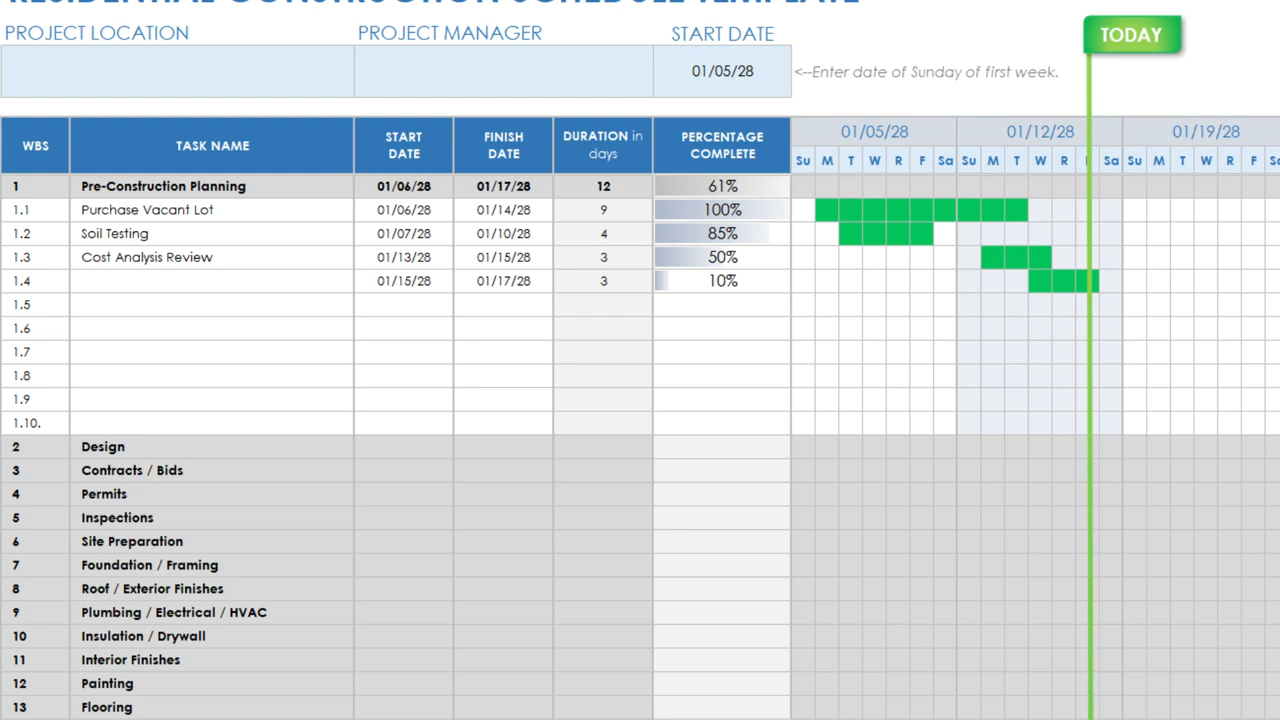 RESIDENTIAL CONSTRUCTION SCHEDULE TEMPLATE
PROJECT LOCATION PROJECT MANAGER START DATE TODAY
01/05/28 <--Enter date of Sunday of first week.
WBS TASK NAME START DATE FINISH DATE DURATION in days PERCENTAGE COMPLETE 01/05/28 01/12/28 01/19/28
Su M T W R F Sa Su M T W R Sa Su M T W R F
1 Pre-Construction Planning 01/06/28 01/17/28 12 61%
1.1 Purchase Vacant Lot 01/06/28 01/14/28 9 100%
1.2 Soil Testing 01/07/28 01/10/28 4 85%
1.3 Cost Analysis Review 01/13/28 01/15/28 3 50%
1.4 01/15/28 01/17/28 3 10%
1.5
1.6
1.7
1.8
1.9
1.10.
2 Design
3 Contracts / Bids
4 Permits
5 Inspections
6 Site Preparation
7 Foundation / Framing
8 Roof / Exterior Finishes
9 Plumbing / Electrical / HVAC
10 Insulation / Drywall
11 Interior Finishes
12 Painting
13 Flooring